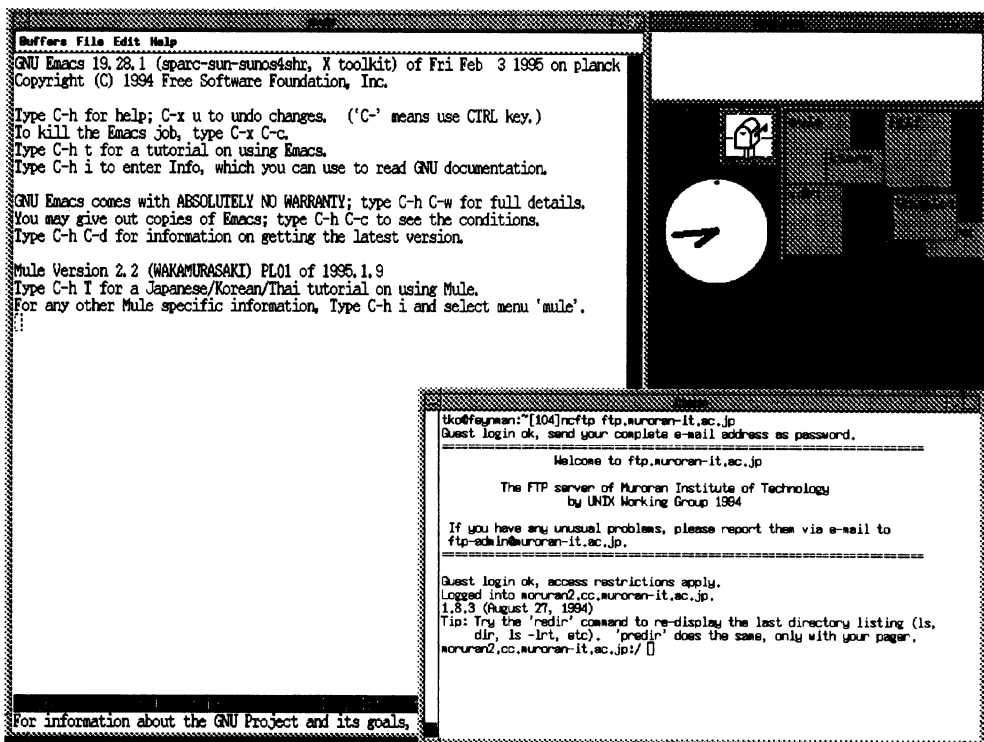 Buffers File Edit Help
GNU Emacs 19.28.1 (sparc-sun-sunos4shr, X toolkit) of Fri Feb  3 1995 on planck
Copyright (C) 1994 Free Software Foundation, Inc.
Type C-h for help; C-x u to undo changes.  ('C-' means use CTRL key.)
To kill the Emacs job, type C-x C-c.
Type C-h t for a tutorial on using Emacs.
Type C-h i to enter Info, which you can use to read GNU documentation.
GNU Emacs comes with ABSOLUTELY NO WARRANTY; type C-h C-w for full details.
You may give out copies of Emacs; type C-h C-c to see the conditions.
Type C-h C-d for information on getting the latest version.
Mule Version 2.2 (WAKAMURASAKI) PL01 of 1995.1.9
Type C-h T for a Japanese/Korean/Thai tutorial on using Mule.
For any other Mule specific information, Type C-h i and select menu 'mule'.
For information about the GNU Project and its goals,
tko@feynman:~[104]ncftp ftp.muroran-it.ac.jp
Guest login ok, send your complete e-mail address as password.
Welcome to ftp.muroran-it.ac.jp
The FTP server of Muroran Institute of Technology
by UNIX Working Group 1994
If you have any unusual problems, please report them via e-mail to
ftp-admin@muroran-it.ac.jp.
Guest login ok, access restrictions apply.
Logged into moruran2.cc.muroran-it.ac.jp.
1.8.3 (August 27, 1994)
Tip: Try the 'redir' command to re-display the last directory listing (ls,
dir, ls -lrt, etc).  'predir' does the same, only with your pager.
moruran2.cc.muroran-it.ac.jp:/